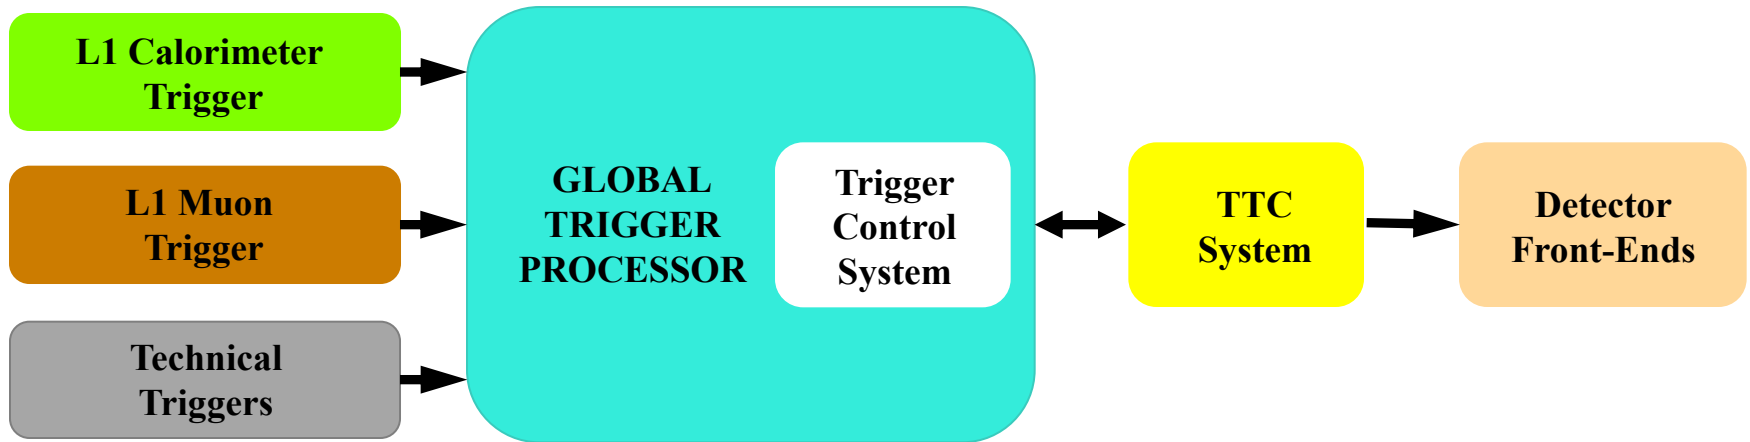 L1 Calorimeter
Trigger
L1 Muon
Trigger
Technical
Triggers
GLOBAL
TRIGGER
PROCESSOR
Trigger
Control
System
TTC
System
Detector
Front-Ends